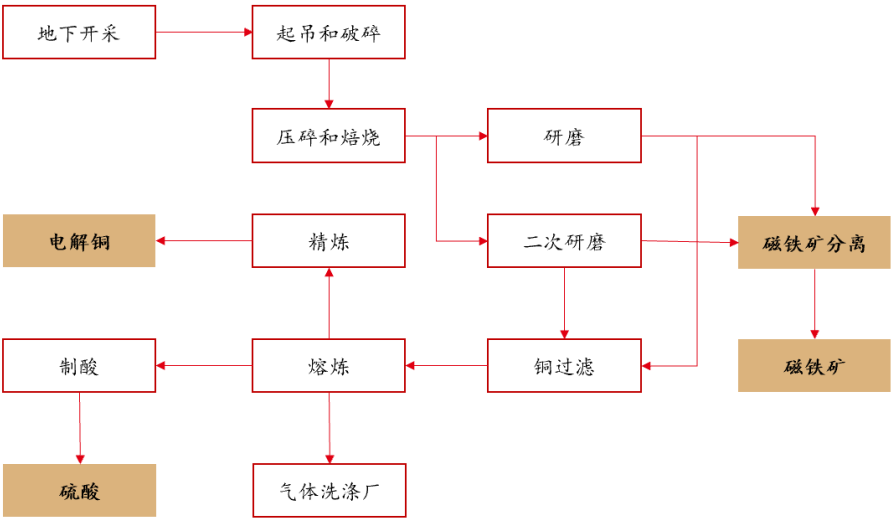 地下开采
起吊和破碎
压碎和焙烧
研磨
电解铜
精炼
二次研磨
磁铁矿分离
制酸
熔炼
铜过滤
磁铁矿
硫酸
气体洗涤厂